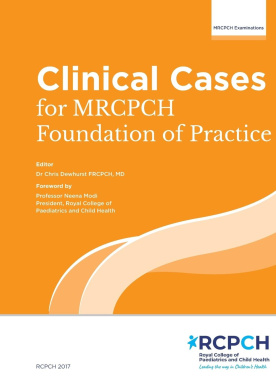 MRCPCH Examinations
Clinical Cases
for MRCPCH
Foundation of Practice
Editor
Dr Chris Dewhurst FRCPCH, MD
Foreword by
Professor Neena Modi
President, Royal College of
Paediatrics and Child Health
RCPCH
Royal College of
Paediatrics and Child Health
Leading the way in Children's Health
RCPCH 2017